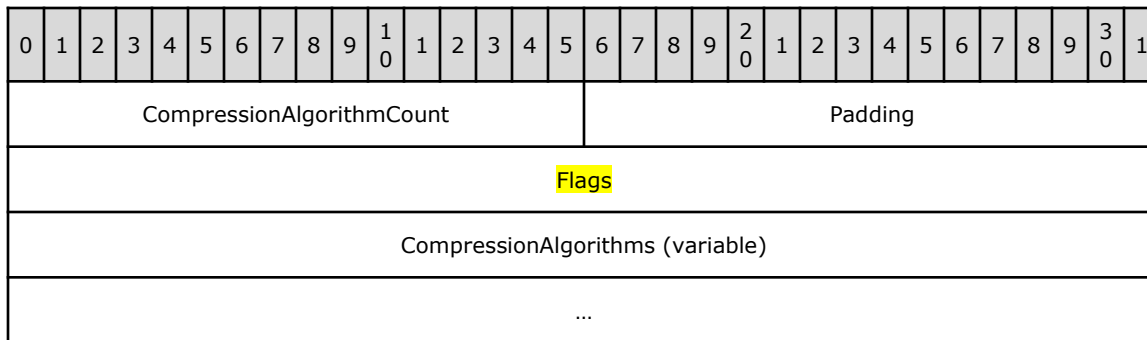 0 1 2 3 4 5 6 7 8 9 10 1 2 3 4 5 6 7 8 9 20 1 2 3 4 5 6 7 8 9 30 1
CompressionAlgorithmCount Padding
Flags
CompressionAlgorithms (variable)
...